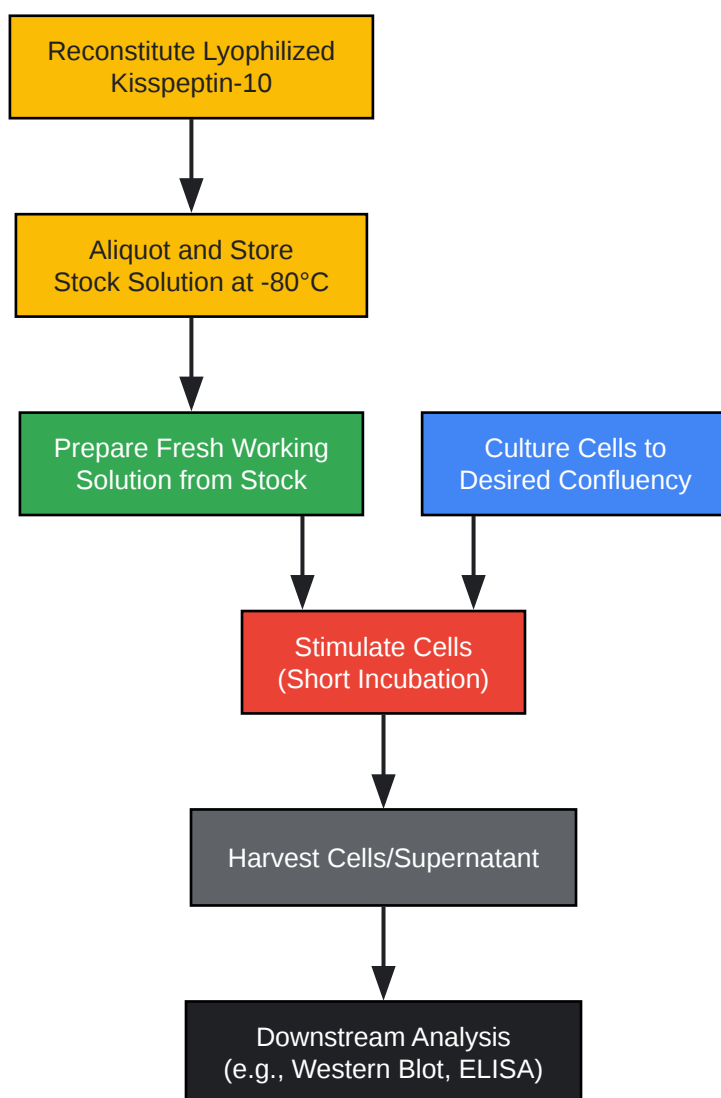 Reconstitute Lyophilized
Kisspeptin-10
Aliquot and Store
Stock Solution at -80°C
Prepare Fresh Working
Solution from Stock
Culture Cells to
Desired Confluency
Stimulate Cells
(Short Incubation)
Harvest Cells/Supernatant
Downstream Analysis
(e.g., Western Blot, ELISA)